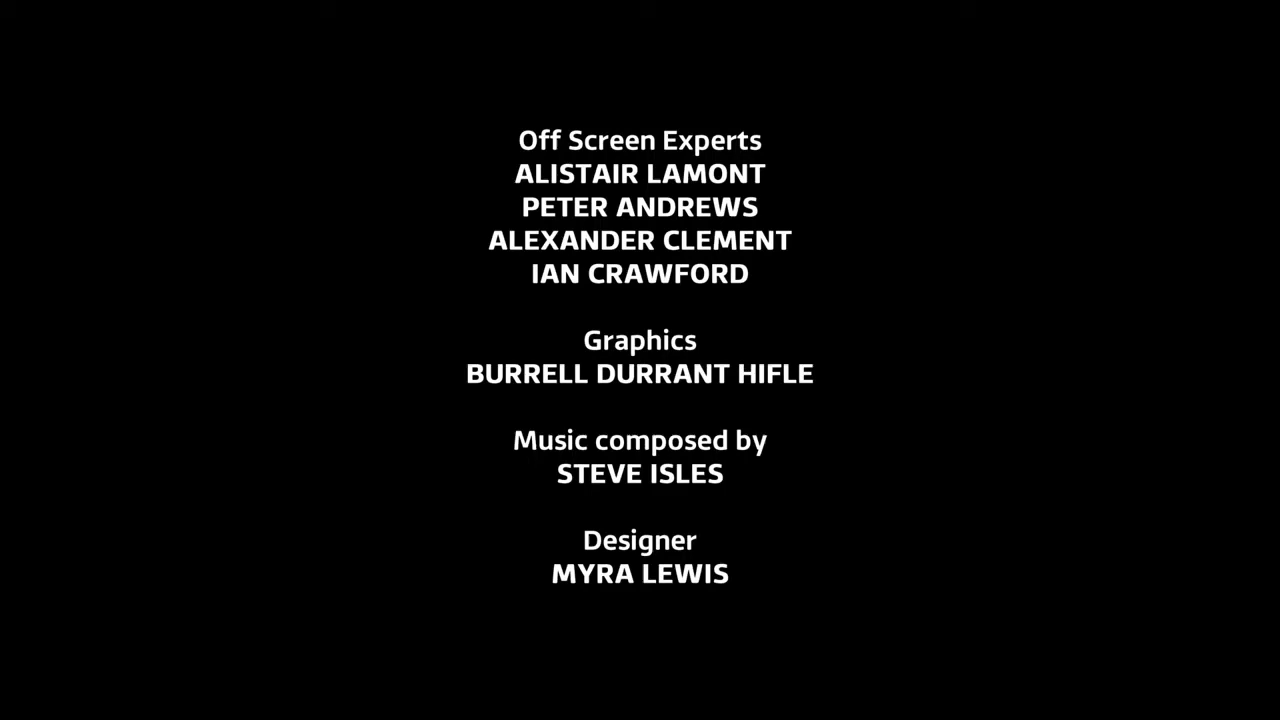 Off Screen Experts
ALISTAIR LAMONT
PETER ANDREWS
ALEXANDER CLEMENT
IAN CRAWFORD
Graphics
BURRELL DURRANT HIFLE
Music composed by
STEVE ISLES
Designer
MYRA LEWIS